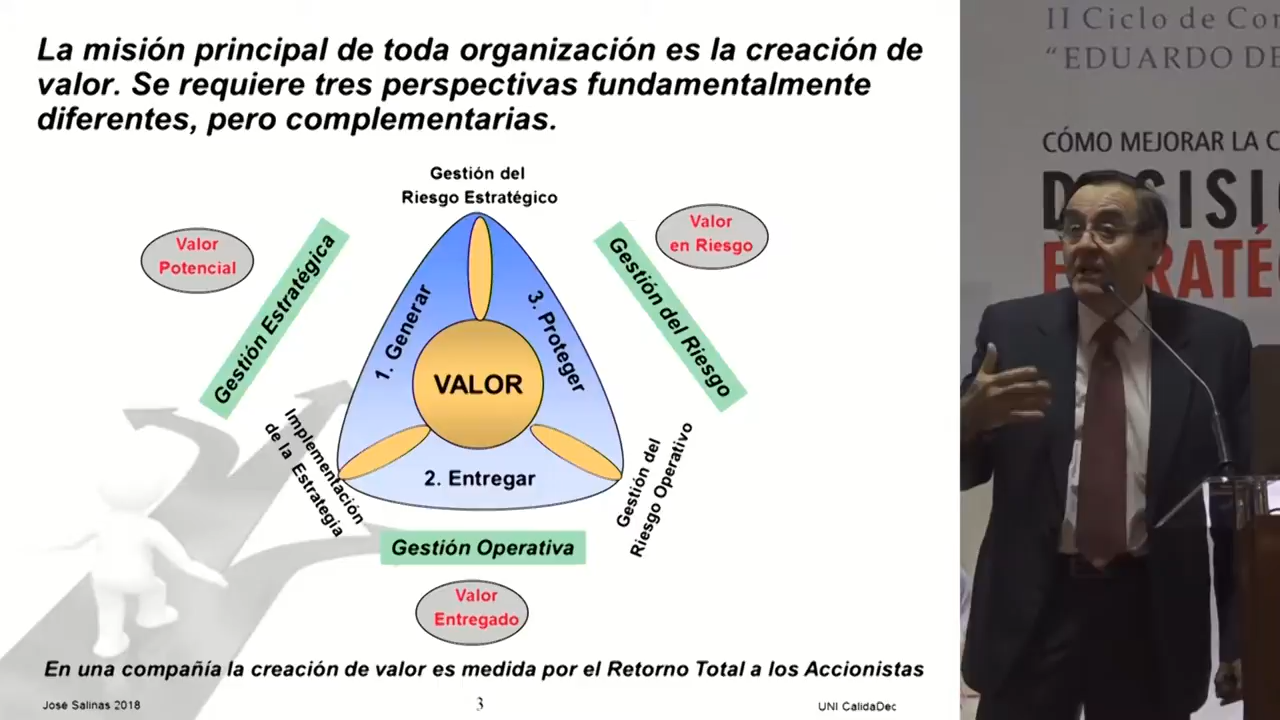 La misión principal de toda organización es la creación de
valor. Se requiere tres perspectivas fundamentalmente
diferentes, pero complementarias.
Gestión del
Riesgo Estratégico
Valor
Potencial
Gestión Estratégica
Valor
en Riesgo
Gestión del Riesgo
1. Generar
3. Proteger
VALOR
2. Entregar
Implementación
de la Estrategia
Gestión del
Riesgo Operativo
Gestión Operativa
Valor
Entregado
En una compañía la creación de valor es medida por el Retorno Total a los Accionistas
José Salinas 2018
3
UNI CalidaDec
II Ciclo de Con
"EDUARDO DE
CÓMO MEJORAR LA C